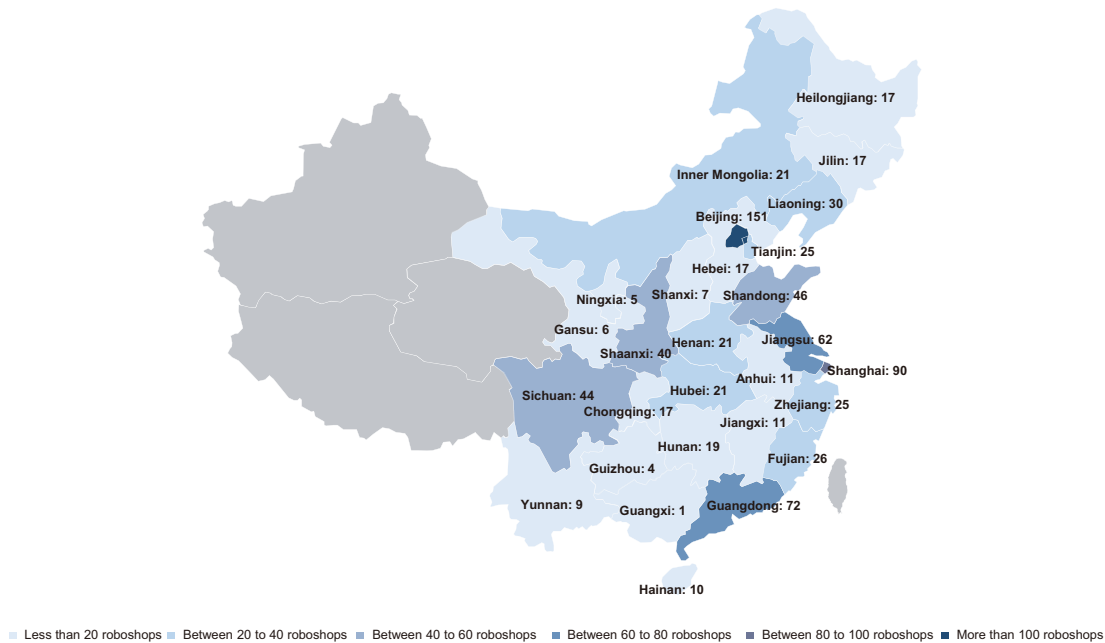 Heilongjiang: 17
Jilin: 17
Inner Mongolia: 21
Liaoning: 30
Beijing: 151
Tianjin: 25
Hebei: 17
Shanxi: 7
Shandong: 46
Ningxia: 5
Gansu: 6
Shaanxi: 40
Henan: 21
Jiangsu: 62
Shanghai: 90
Anhui: 11
Hubei: 21
Sichuan: 44
Chongqing: 17
Zhejiang: 25
Jiangxi: 11
Hunan: 19
Fujian: 26
Guizhou: 4
Yunnan: 9
Guangxi: 1
Guangdong: 72
Hainan: 10
Less than 20 roboshops
Between 20 to 40 roboshops
Between 40 to 60 roboshops
Between 60 to 80 roboshops
Between 80 to 100 roboshops
More than 100 roboshops